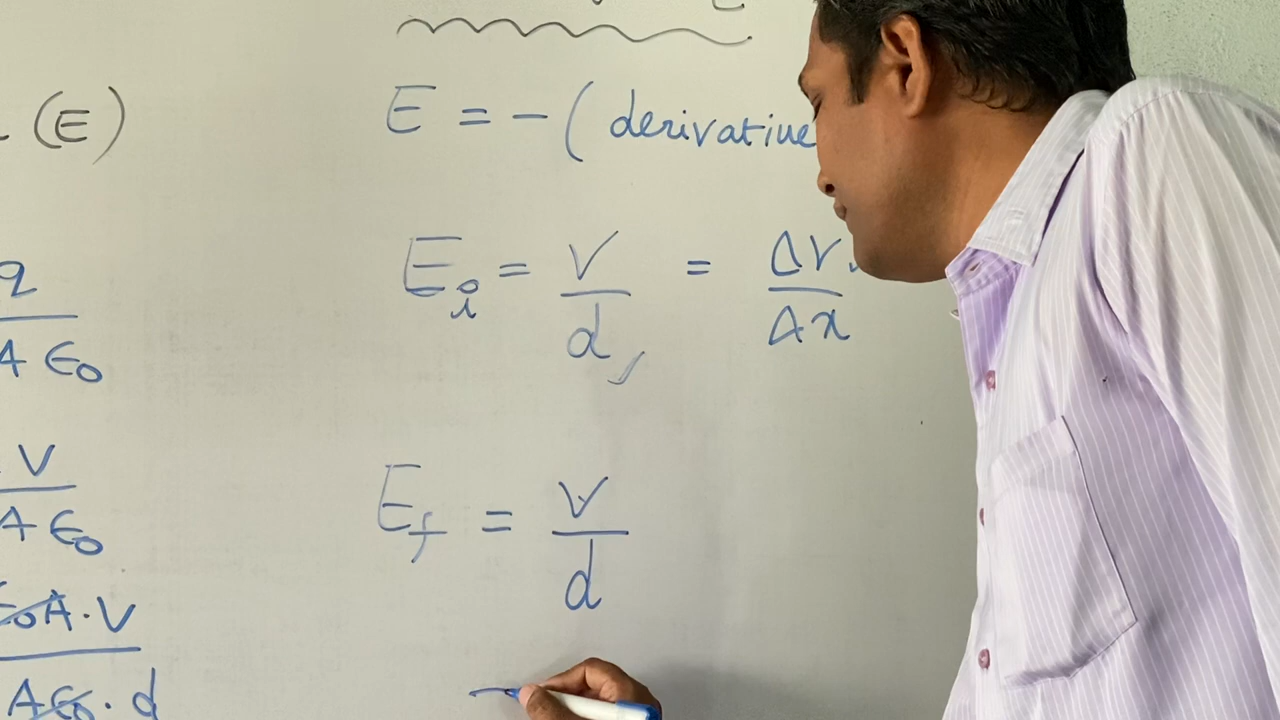 (E)
q
A ϵ₀
V
A ϵ₀
ϵ₀A.V
Aϵ₀.d
E = - ( derivative
Eᵢ = V/d, = ΔV/Δx
E_f = V/d